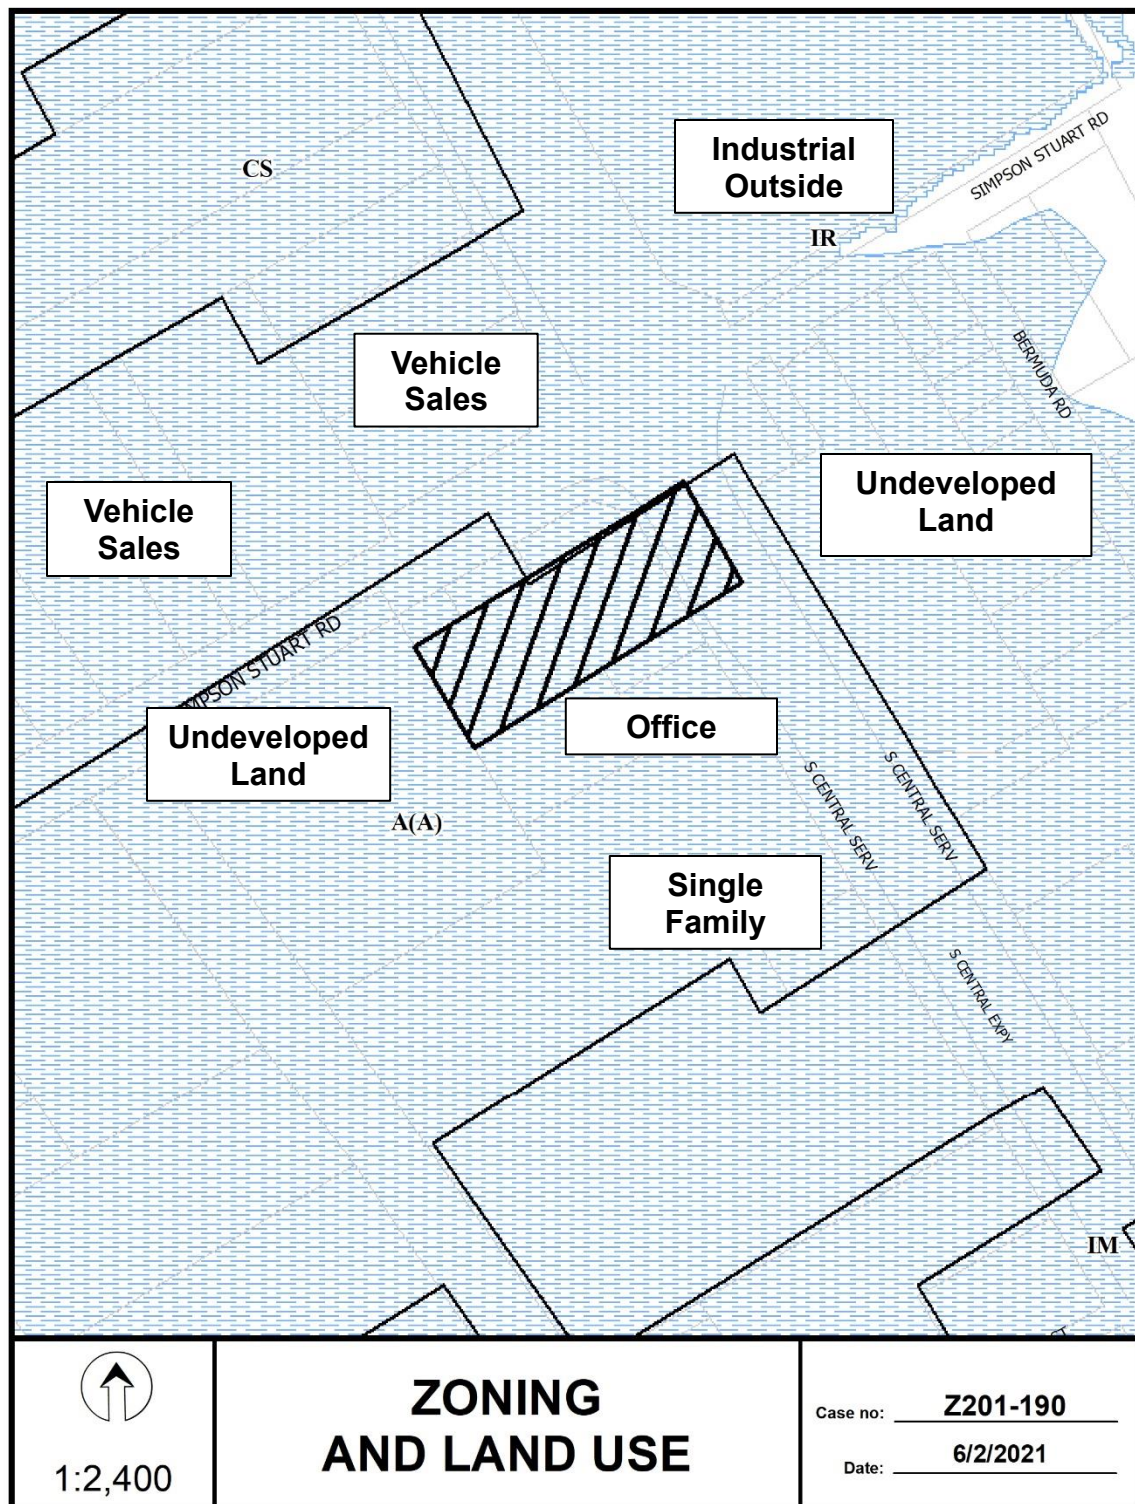 CS
Industrial
Outside
SIMPSON STUART RD
IR
BERMUDA RD
Vehicle
Sales
Undeveloped
Land
Vehicle
Sales
MPSON STUART RD
Undeveloped
Land
Office
A(A)
S CENTRAL SERV
S CENTRAL SERV
Single
Family
S CENTRAL EXPY
IM
ST
ZONING
AND LAND USE
1:2,400
Case no: Z201-190
Date: 6/2/2021